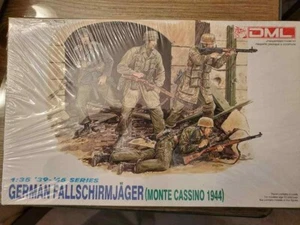 DML
1:35 '39-'45 SERIES
GERMAN FALLSCHIRMJÄGER (MONTE CASSINO 1944)